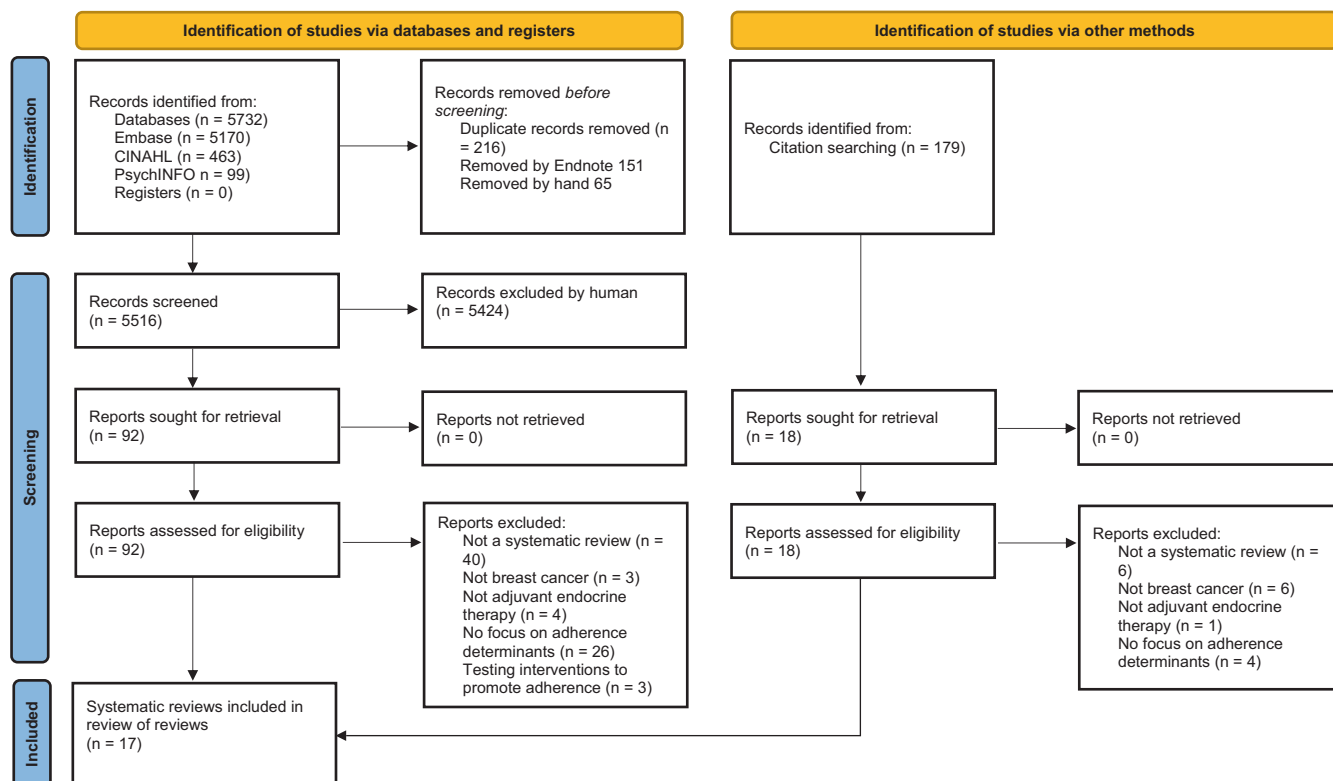 Identification of studies via databases and registers
Identification of studies via other methods
Identification
Records identified from:
Databases (n = 5732)
Embase (n = 5170)
CINAHL (n = 463)
PsychINFO n = 99)
Registers (n = 0)
Records removed before
screening:
Duplicate records removed (n
= 216)
Removed by Endnote 151
Removed by hand 65
Records identified from:
Citation searching (n = 179)
Screening
Records screened
(n = 5516)
Records excluded by human
(n = 5424)
Reports sought for retrieval
(n = 92)
Reports not retrieved
(n = 0)
Reports sought for retrieval
(n = 18)
Reports not retrieved
(n = 0)
Reports assessed for eligibility
(n = 92)
Reports excluded:
Not a systematic review (n =
40)
Not breast cancer (n = 3)
Not adjuvant endocrine
therapy (n = 4)
No focus on adherence
determinants (n = 26)
Testing interventions to
promote adherence (n = 3)
Reports assessed for eligibility
(n = 18)
Reports excluded:
Not a systematic review (n =
6)
Not breast cancer (n = 6)
Not adjuvant endocrine
therapy (n = 1)
No focus on adherence
determinants (n = 4)
Included
Systematic reviews included in
review of reviews
(n = 17)